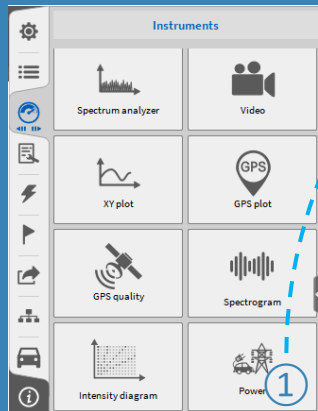 Instruments
Spectrum analyzer
Video
XY plot
GPS
GPS plot
GPS quality
Spectrogram
Intensity diagram
Power
1